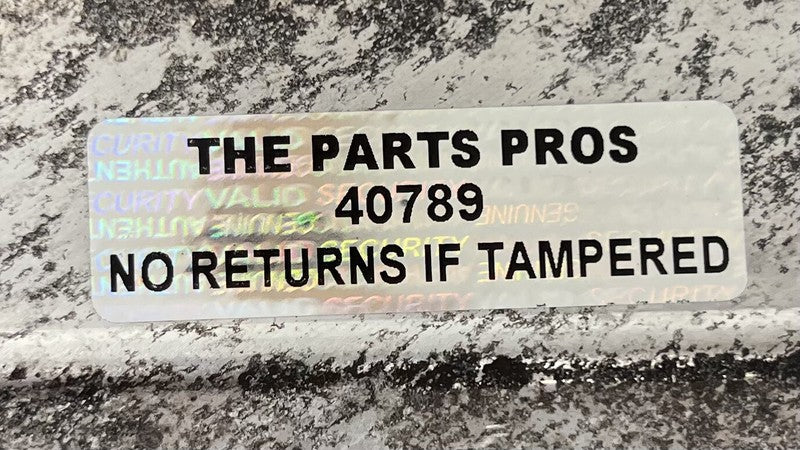 THE PARTS PROS
40789
NO RETURNS IF TAMPERED